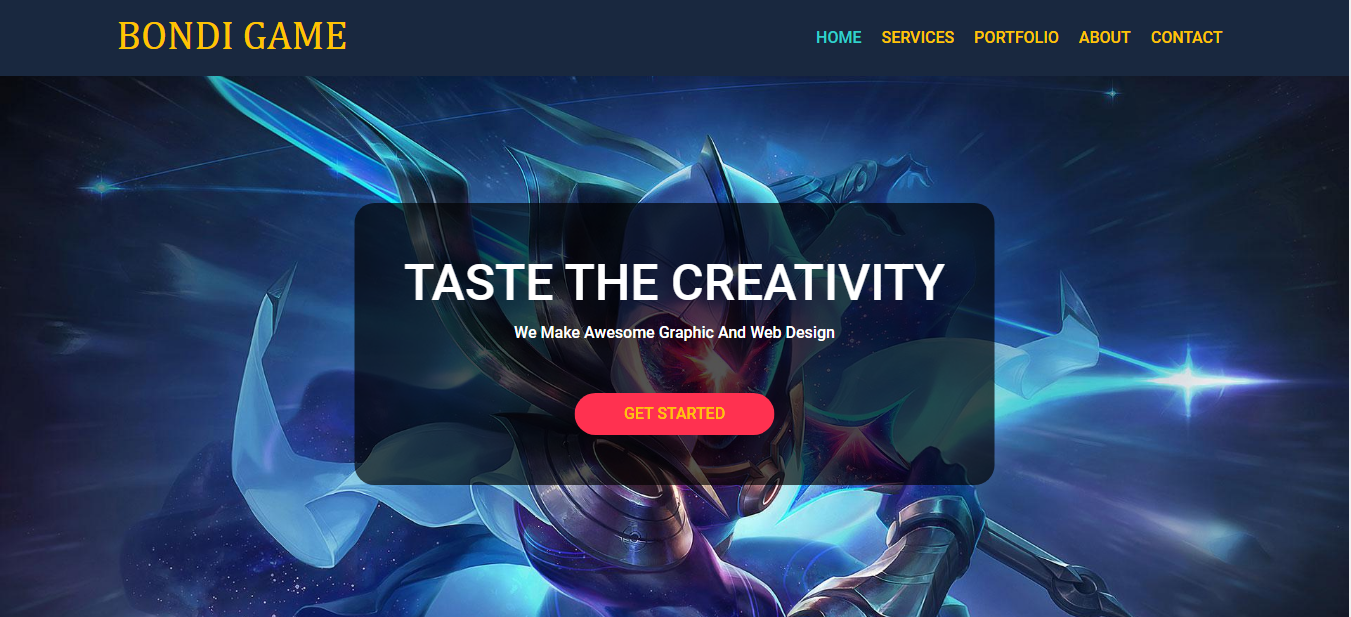 BONDI GAME
HOME SERVICES PORTFOLIO ABOUT CONTACT
TASTE THE CREATIVITY
We Make Awesome Graphic And Web Design
GET STARTED